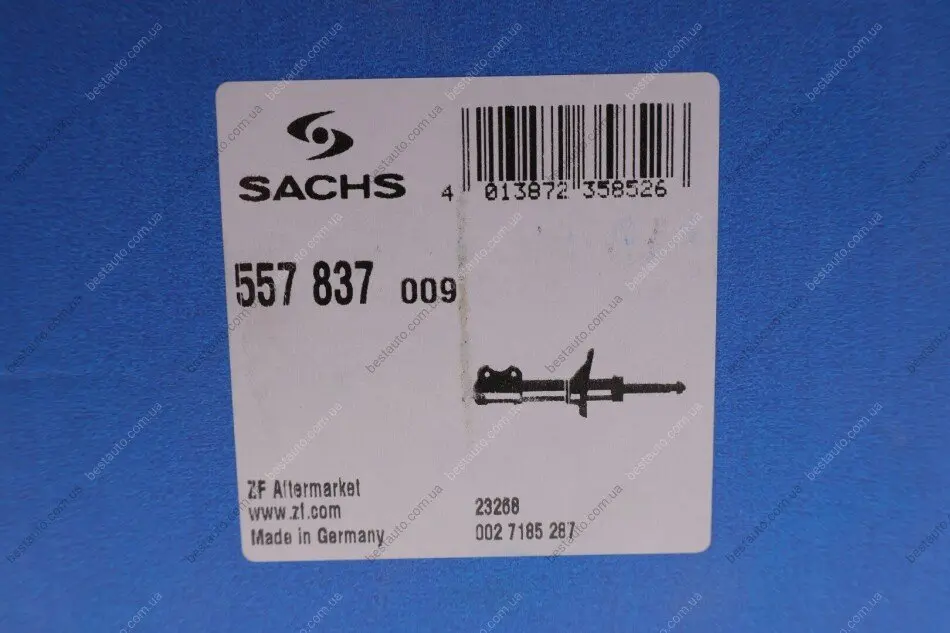 SACHS
4 013872 358526
557 837 009
ZF Aftermarket
www.zf.com
Made in Germany
23268
002 7185 287
bestauto.com.ua